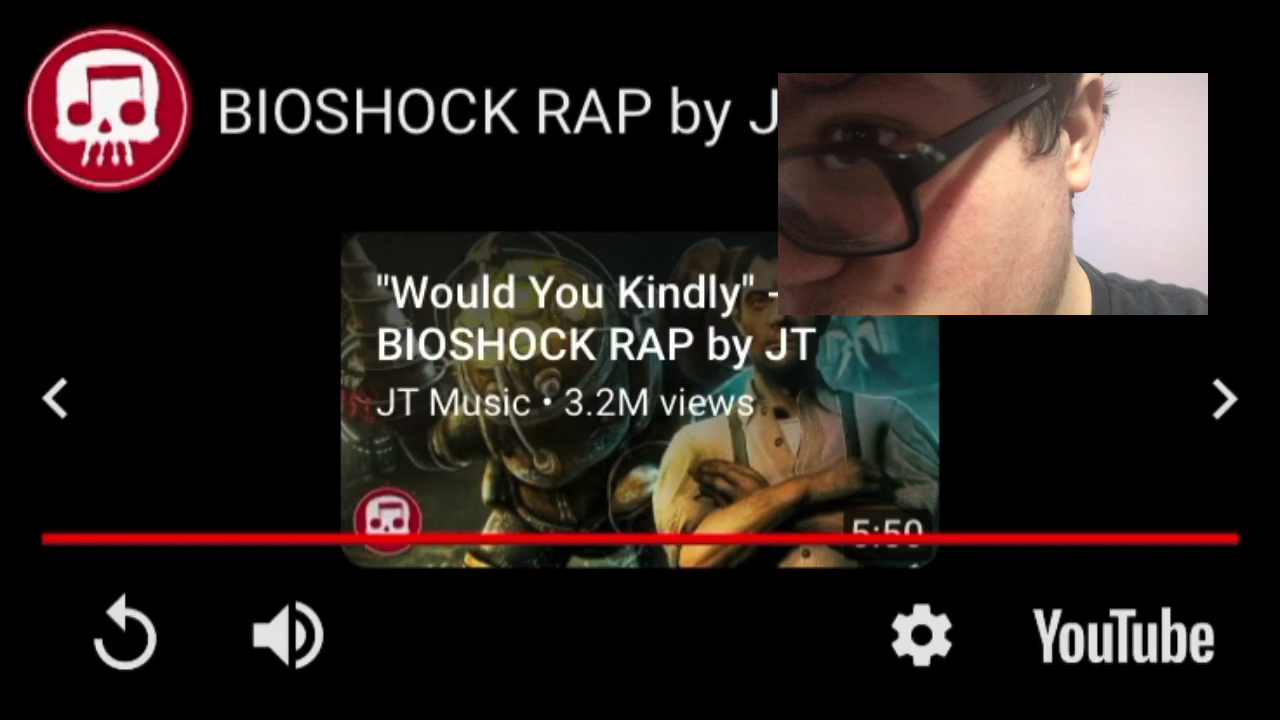 BIOSHOCK RAP by J
"Would You Kindly" -
BIOSHOCK RAP by JT
JT Music • 3.2M views
5:50
YouTube